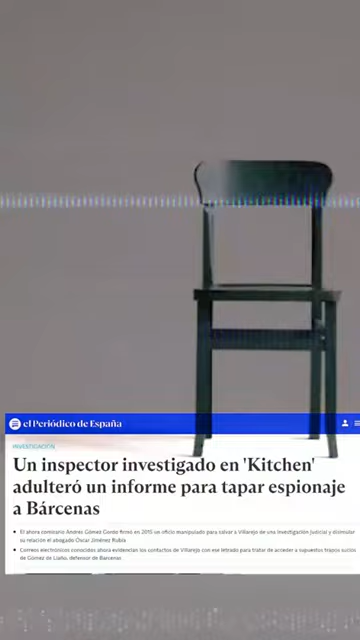 el Periódico de España
INVESTIGACIÓN
Un inspector investigado en 'Kitchen'
adulteró un informe para tapar espionaje
a Bárcenas
El ahora comisario Andrés Gómez Gordo firmó en 2015 un oficio manipulado para salvar a Villarejo de una investigación judicial y disimular
su relación el abogado Óscar Jiménez Rubia
Correos electrónicos conocidos ahora evidencian los contactos de Villarejo con ese letrado para tratar de acceder a supuestos trapos sucios
de Gómez de Liaño, defensor de Bárcenas